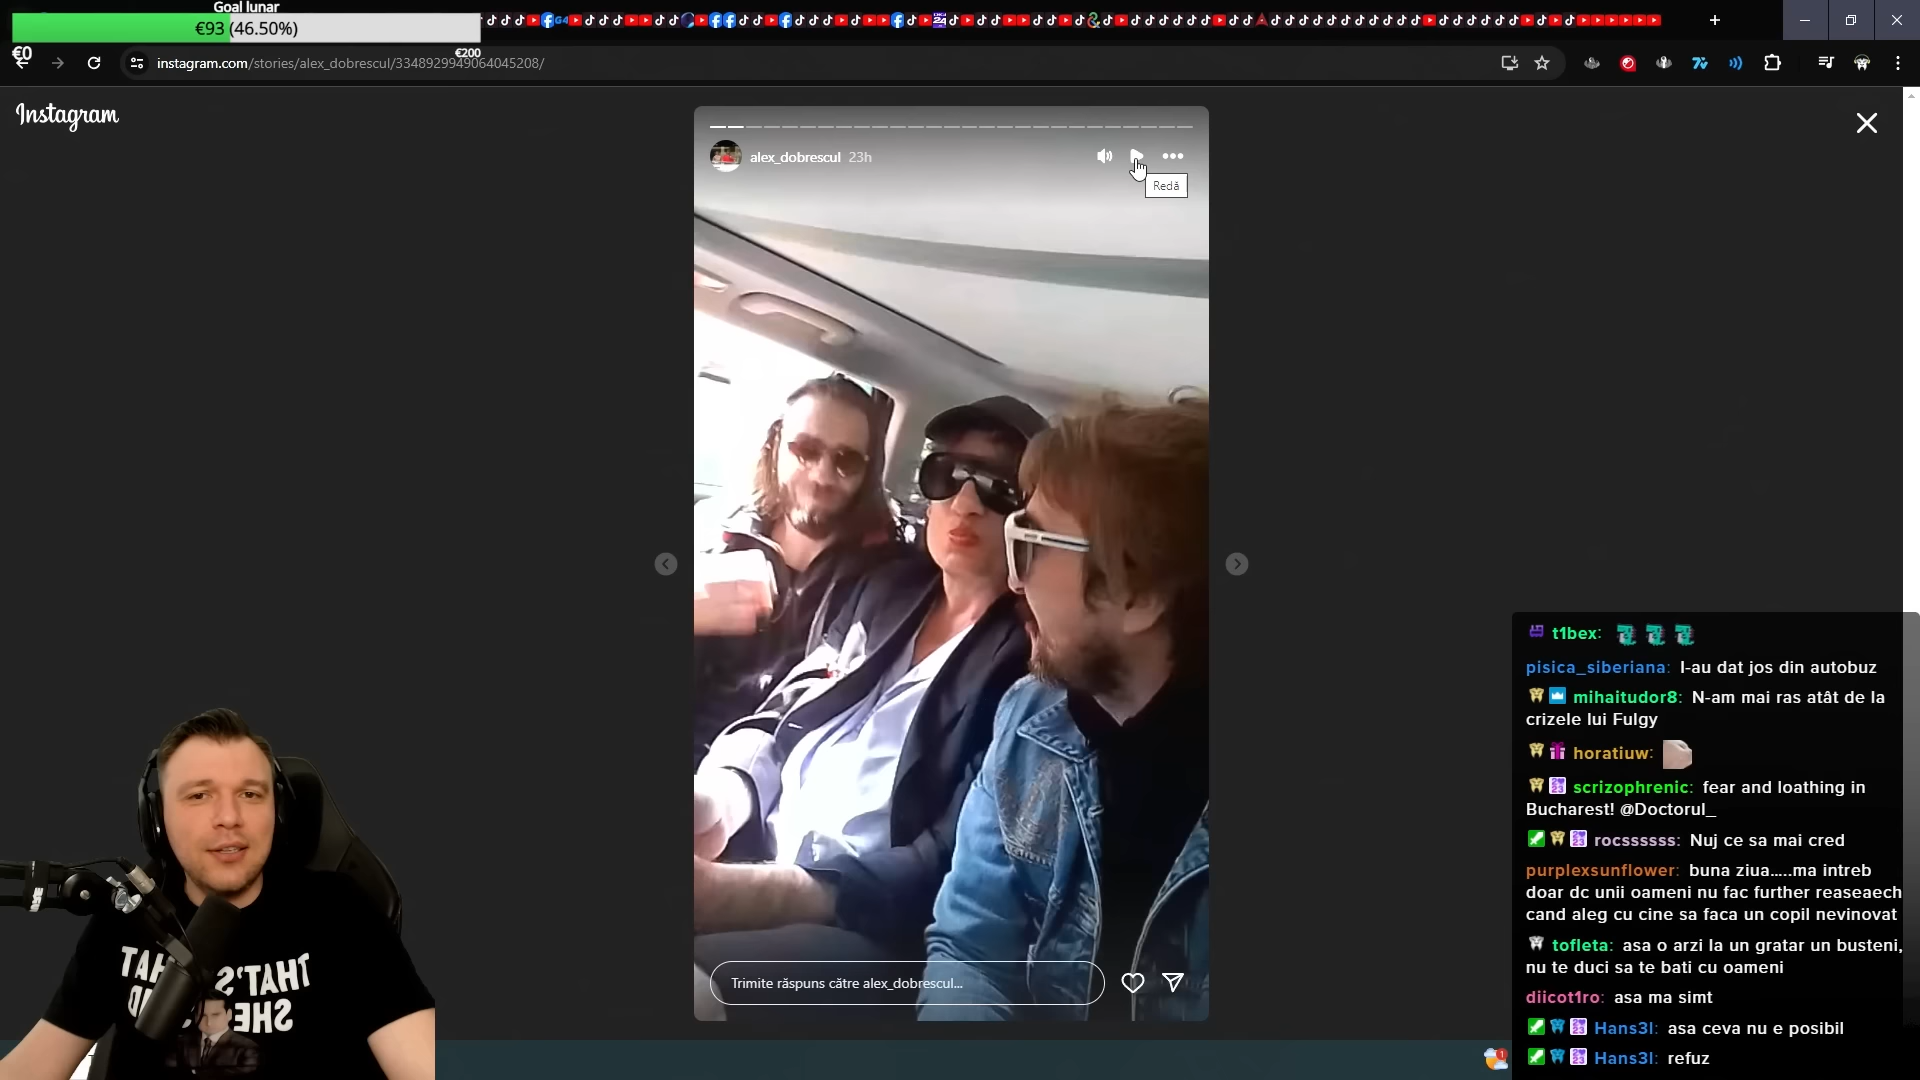 Goal lunar
€93 (46.50%)
€0
€200
instagram.com/stories/alex_dobrescul/3348929949064045208/
Instagram
alex_dobrescul 23h
Redă
Trimite răspuns către alex_dobrescul...
t1bex:
pisica_siberiana: I-au dat jos din autobuz
mihaitudor8: N-am mai ras atât de la
crizele lui Fulgy
horatiuw:
scrizophrenic: fear and loathing in
Bucharest! @Doctorul_
rocssssss: Nuj ce sa mai cred
purplexsunflower: buna ziua.....ma intreb
doar dc unii oameni nu fac further reaseaech
cand aleg cu cine sa faca un copil nevinovat
tofleta: asa o arzi la un gratar un busteni,
nu te duci sa te bati cu oameni
diicot1ro: asa ma simt
Hans3l: asa ceva nu e posibil
Hans3l: refuz
THAT'S
SHE